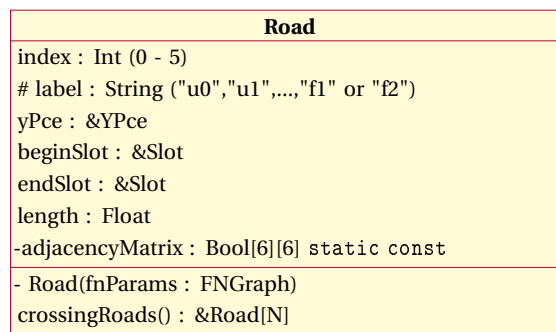 Road
index : Int (0 - 5)
# label : String ("u0","u1",...,"f1" or "f2")
yPce : &YPce
beginSlot : &Slot
endSlot : &Slot
length : Float
-adjacencyMatrix : Bool[6][6] static const
- Road(fnParams : FNGraph)
crossingRoads() : &Road[N]